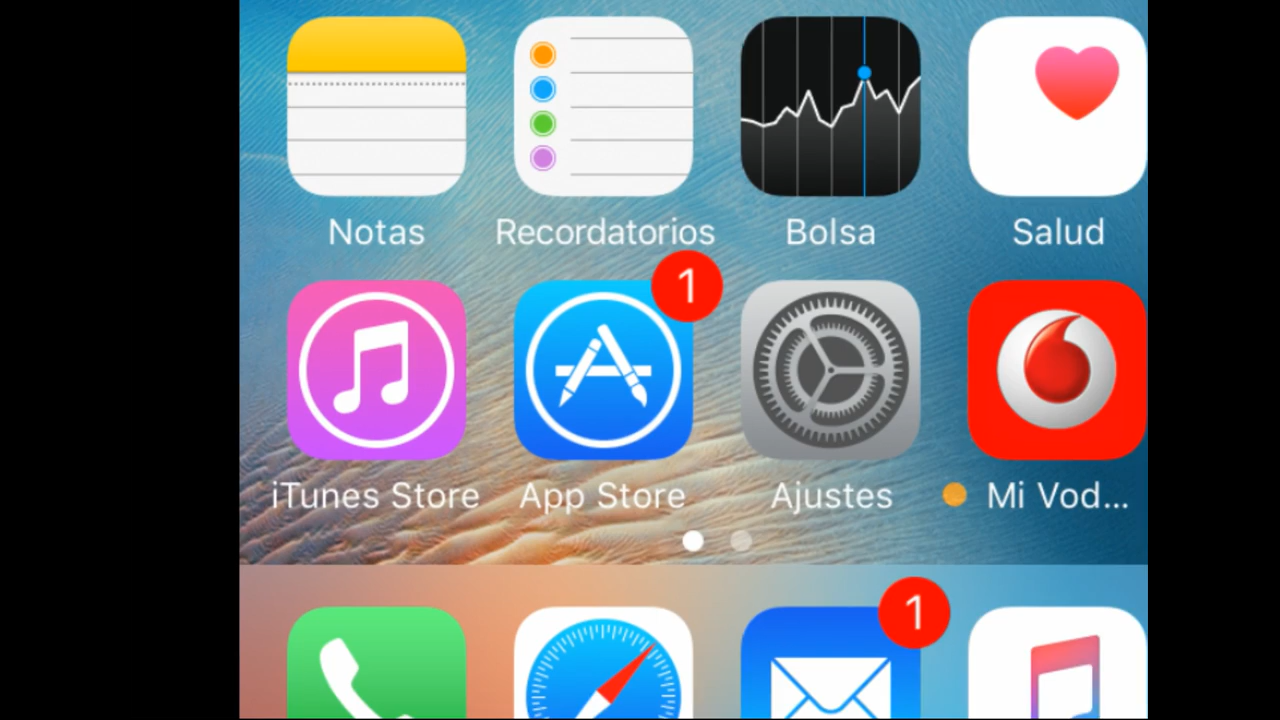 Notas Recordatorios Bolsa Salud
1
iTunes Store App Store Ajustes Mi Vod...
1